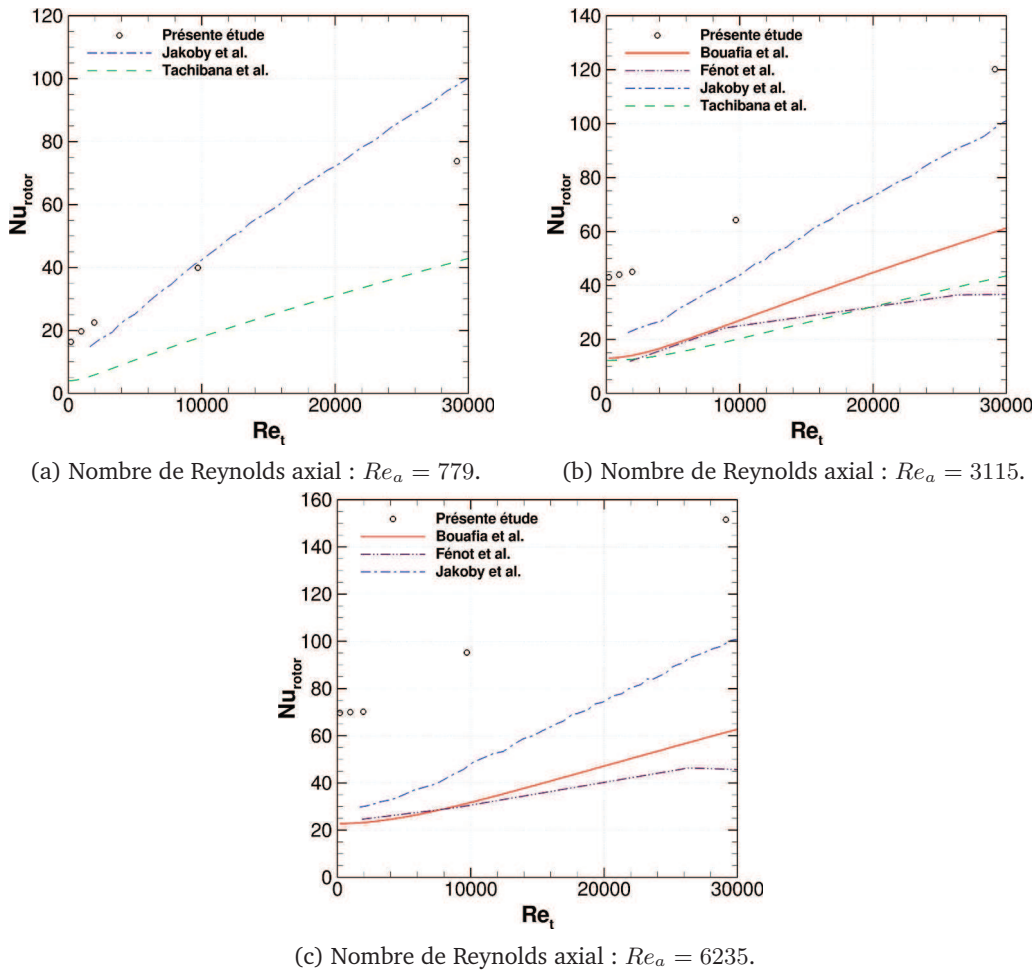 120
100
80
60
40
20
0
Nu_rotor
Présente étude
Jakoby et al.
Tachibana et al.
0 10000 20000 30000
Re_t
(a) Nombre de Reynolds axial : Re_a = 779.
140
120
100
80
60
40
20
0
Nu_rotor
Présente étude
Bouafia et al.
Fénot et al.
Jakoby et al.
Tachibana et al.
0 10000 20000 30000
Re_t
(b) Nombre de Reynolds axial : Re_a = 3115.
160
140
120
100
80
60
40
20
0
Nu_rotor
Présente étude
Bouafia et al.
Fénot et al.
Jakoby et al.
0 10000 20000 30000
Re_t
(c) Nombre de Reynolds axial : Re_a = 6235.